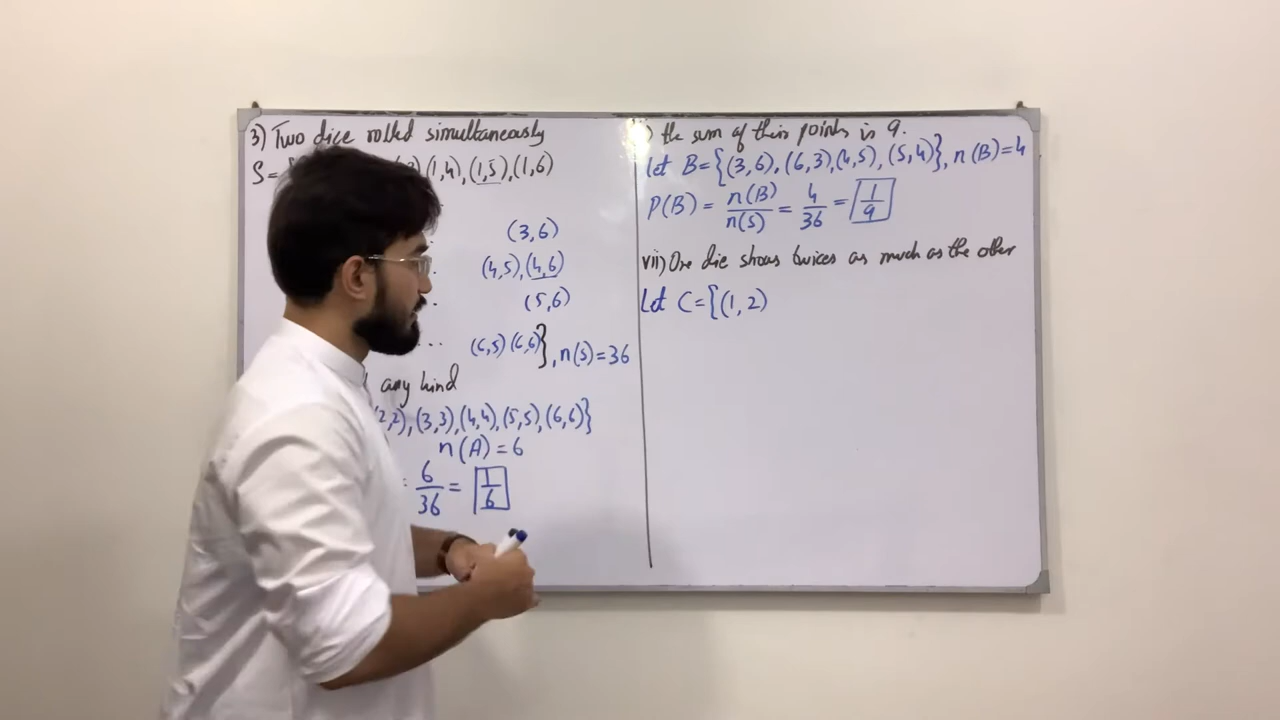 3) Two dice rolled simultaneously
S= (1,4),(1,5),(1,6)
(3,6)
(4,5),(4,6)
(5,6)
... (6,5) (6,6)}, n(s)=36
any kind
2,2),(3,3),(4,4),(5,5),(6,6)}
n(A)=6
= 6/36 = 1/6
) the sum of their points is 9.
Let B={(3,6),(6,3),(4,5),(5,4)}, n(B)=4
P(B) = n(B)/n(S) = 4/36 = 1/9
vii) One die shows twices as much as the other
Let C={(1,2)